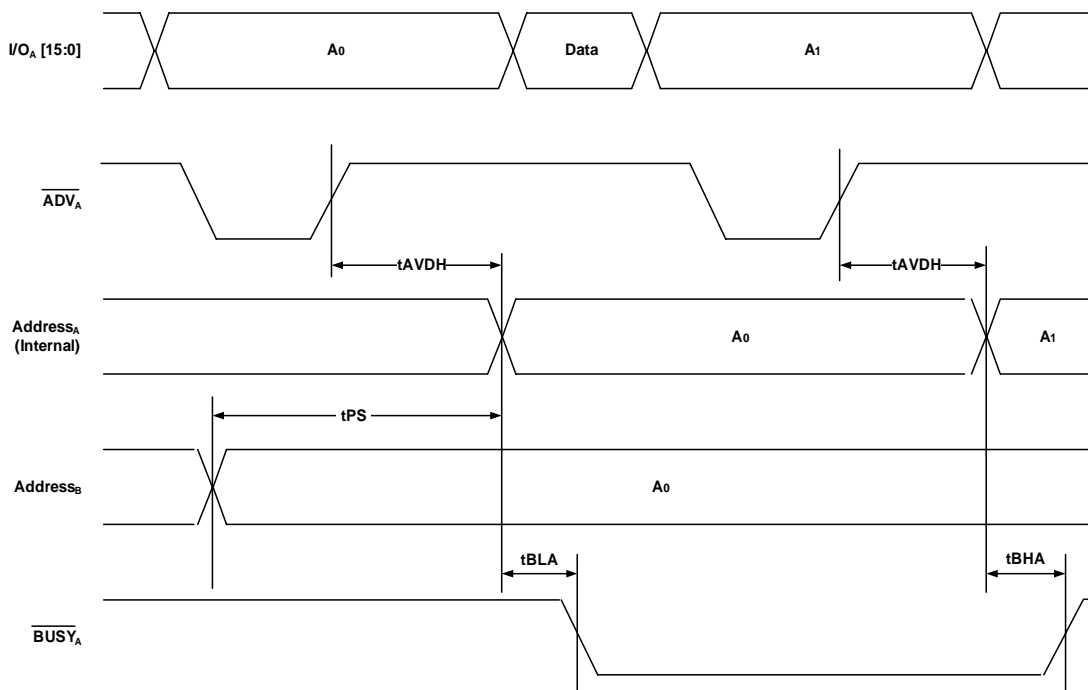 I/OA [15:0]
A0
Data
A1
ADVA
tAVDH
tAVDH
AddressA
(Internal)
A0
A1
tPS
AddressB
A0
tBLA
tBHA
BUSYA